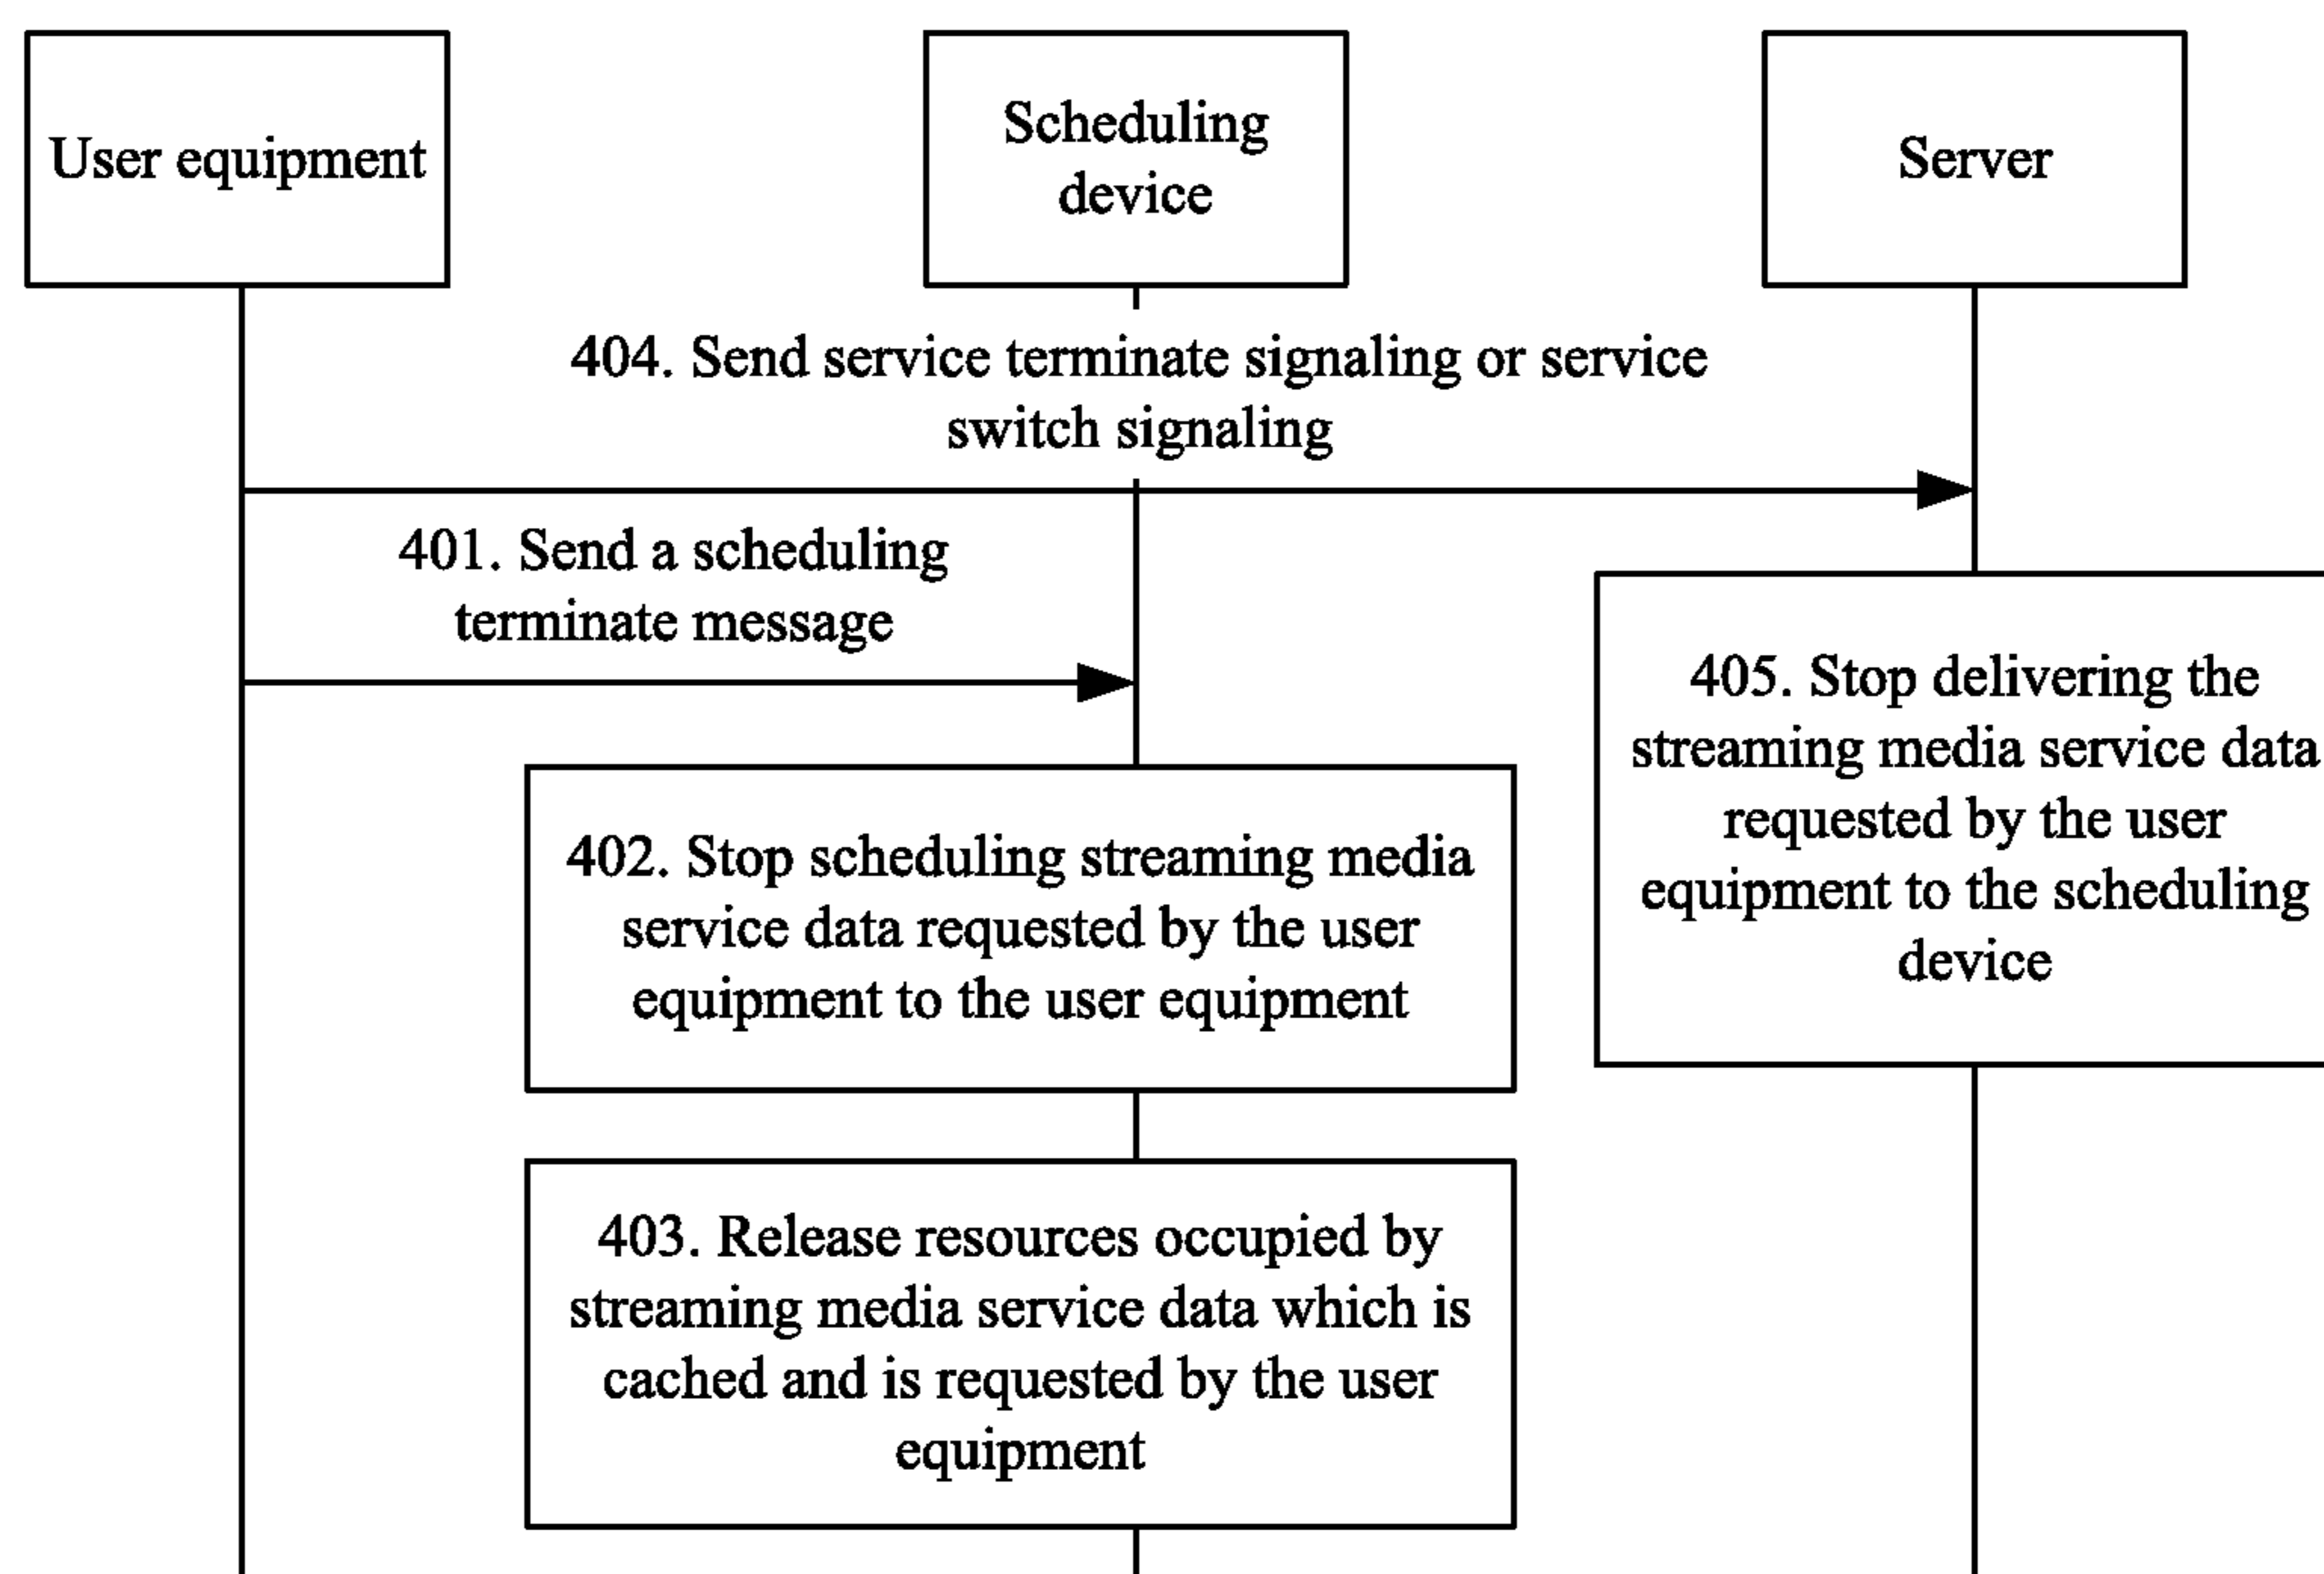 User equipment
Scheduling
device
Server
404. Send service terminate signaling or service
switch signaling
401. Send a scheduling
terminate message
405. Stop delivering the
streaming media service data
requested by the user
equipment to the scheduling
device
402. Stop scheduling streaming media
service data requested by the user
equipment to the user equipment
403. Release resources occupied by
streaming media service data which is
cached and is requested by the user
equipment